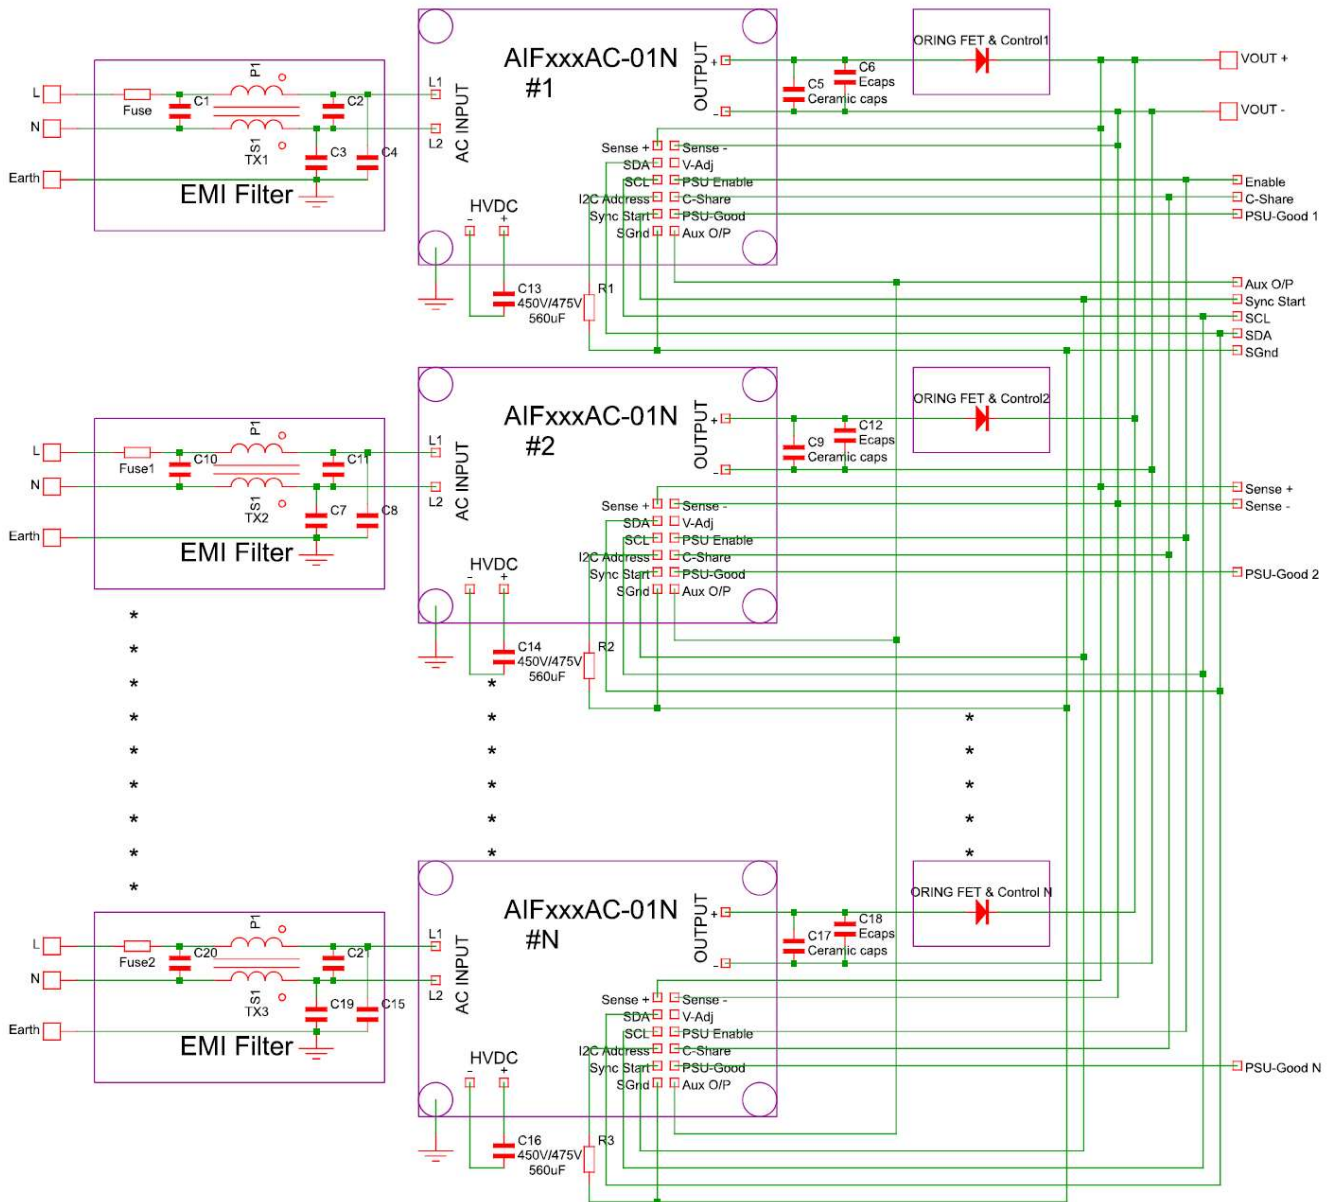 AIFxxxAC-01N
#1
ORING FET & Control1
VOUT +
VOUT -
L
N
Earth
Fuse
C1
P1
S1
TX1
C2
C3
C4
EMI Filter
L1
L2
AC INPUT
OUTPUT
+
-
C6
Ecaps
C5
Ceramic caps
Sense +
SDA
SCL
I2C Address
Sync Start
SGnd
Sense -
V-Adj
PSU Enable
C-Share
PSU-Good
Aux O/P
HVDC
- +
C13
450V/475V
560uF
R1
Enable
C-Share
PSU-Good 1
Aux O/P
Sync Start
SCL
SDA
SGnd
AIFxxxAC-01N
#2
ORING FET & Control2
L
N
Earth
Fuse1
C10
P1
S1
TX2
C11
C7
C8
EMI Filter
L1
L2
AC INPUT
OUTPUT
+
-
C12
Ecaps
C9
Ceramic caps
Sense +
SDA
SCL
I2C Address
Sync Start
SGnd
Sense -
V-Adj
PSU Enable
C-Share
PSU-Good
Aux O/P
HVDC
- +
C14
450V/475V
560uF
R2
Sense +
Sense -
PSU-Good 2
* * *
* * *
* * *
* * *
* * *
* * *
*
*
*
AIFxxxAC-01N
#N
ORING FET & Control N
L
N
Earth
Fuse2
C20
P1
S1
TX3
C21
C19
C15
EMI Filter
L1
L2
AC INPUT
OUTPUT
+
-
C18
Ecaps
C17
Ceramic caps
Sense +
SDA
SCL
I2C Address
Sync Start
SGnd
Sense -
V-Adj
PSU Enable
C-Share
PSU-Good
Aux O/P
HVDC
- +
C16
450V/475V
560uF
R3
PSU-Good N